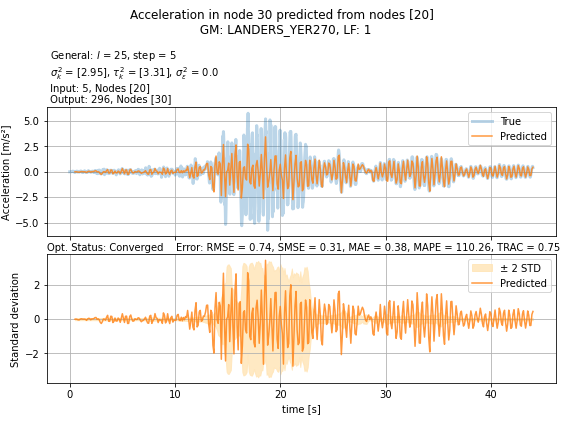 Acceleration in node 30 predicted from nodes [20]
GM: LANDERS_YER270, LF: 1
General: l = 25, step = 5
σ²ₖ = [2.95], τ²ₖ = [3.31], σ²ε = 0.0
Input: 5, Nodes [20]
Output: 296, Nodes [30]
Acceleration [m/s²]
5.0
2.5
0.0
−2.5
−5.0
True
Predicted
Opt. Status: Converged Error: RMSE = 0.74, SMSE = 0.31, MAE = 0.38, MAPE = 110.26, TRAC = 0.75
Standard deviation
2
0
−2
± 2 STD
Predicted
0 10 20 30 40
time [s]